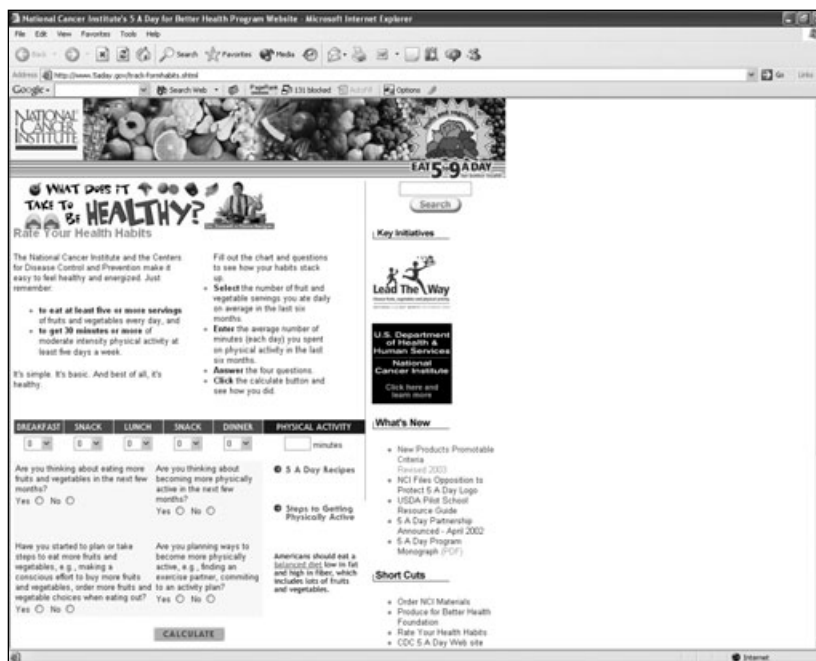 National Cancer Institute's 5 A Day for Better Health Program Website - Microsoft Internet Explorer
File Edit View Favorites Tools Help
Back Search Favorites Media
Address http://www.5aday.gov/track-formhabits.shtml Go Links
Google Search Web PageRank 131 blocked AutoFill Options
NATIONAL
CANCER
INSTITUTE
fruits and vegetables
EAT 5 to 9 A DAY
for better health
WHAT DOES IT
TAKE TO
BE HEALTHY?
Search
Rate Your Health Habits
The National Cancer Institute and the Centers
for Disease Control and Prevention make it
easy to feel healthy and energized. Just
remember:
to eat at least five or more servings
of fruits and vegetables every day, and
to get 30 minutes or more of
moderate intensity physical activity at
least five days a week.
It's simple. It's basic. And best of all, it's
healthy.
Fill out the chart and questions
to see how your habits stack
up.
Select the number of fruit and
vegetable servings you ate daily
on average in the last six
months.
Enter the average number of
minutes (each day) you spent
on physical activity in the last
six months.
Answer the four questions.
Click the calculate button and
see how you did.
Key Initiatives
Lead The Way
U.S. Department
of Health &
Human Services
National
Cancer Institute
Click here and
learn more
BREAKFAST SNACK LUNCH SNACK DINNER PHYSICAL ACTIVITY
0 0 0 0 0 minutes
Are you thinking about eating more
fruits and vegetables in the next few
months?
Yes No
Are you thinking about
becoming more physically
active in the next few
months?
Yes No
5 A Day Recipes
Steps to Getting
Physically Active
Have you started to plan or take
steps to eat more fruits and
vegetables, e.g., making a
conscious effort to buy more fruits
and vegetables, order more fruits and
vegetable choices when eating out?
Yes No
Are you planning ways to
become more physically
active, e.g., finding an
exercise partner, commiting
to an activity plan?
Yes No
Americans should eat a
balanced diet low in fat
and high in fiber, which
includes lots of fruits
and vegetables.
CALCULATE
What's New
New Products Promotable
Criteria
Revised 2003
NCI Files Opposition to
Protect 5 A Day Logo
USDA Pilot School
Resource Guide
5 A Day Partnership
Announced - April 2002
5 A Day Program
Monograph (PDF)
Short Cuts
Order NCI Materials
Produce for Better Health
Foundation
Rate Your Health Habits
CDC 5 A Day Web site
Internet